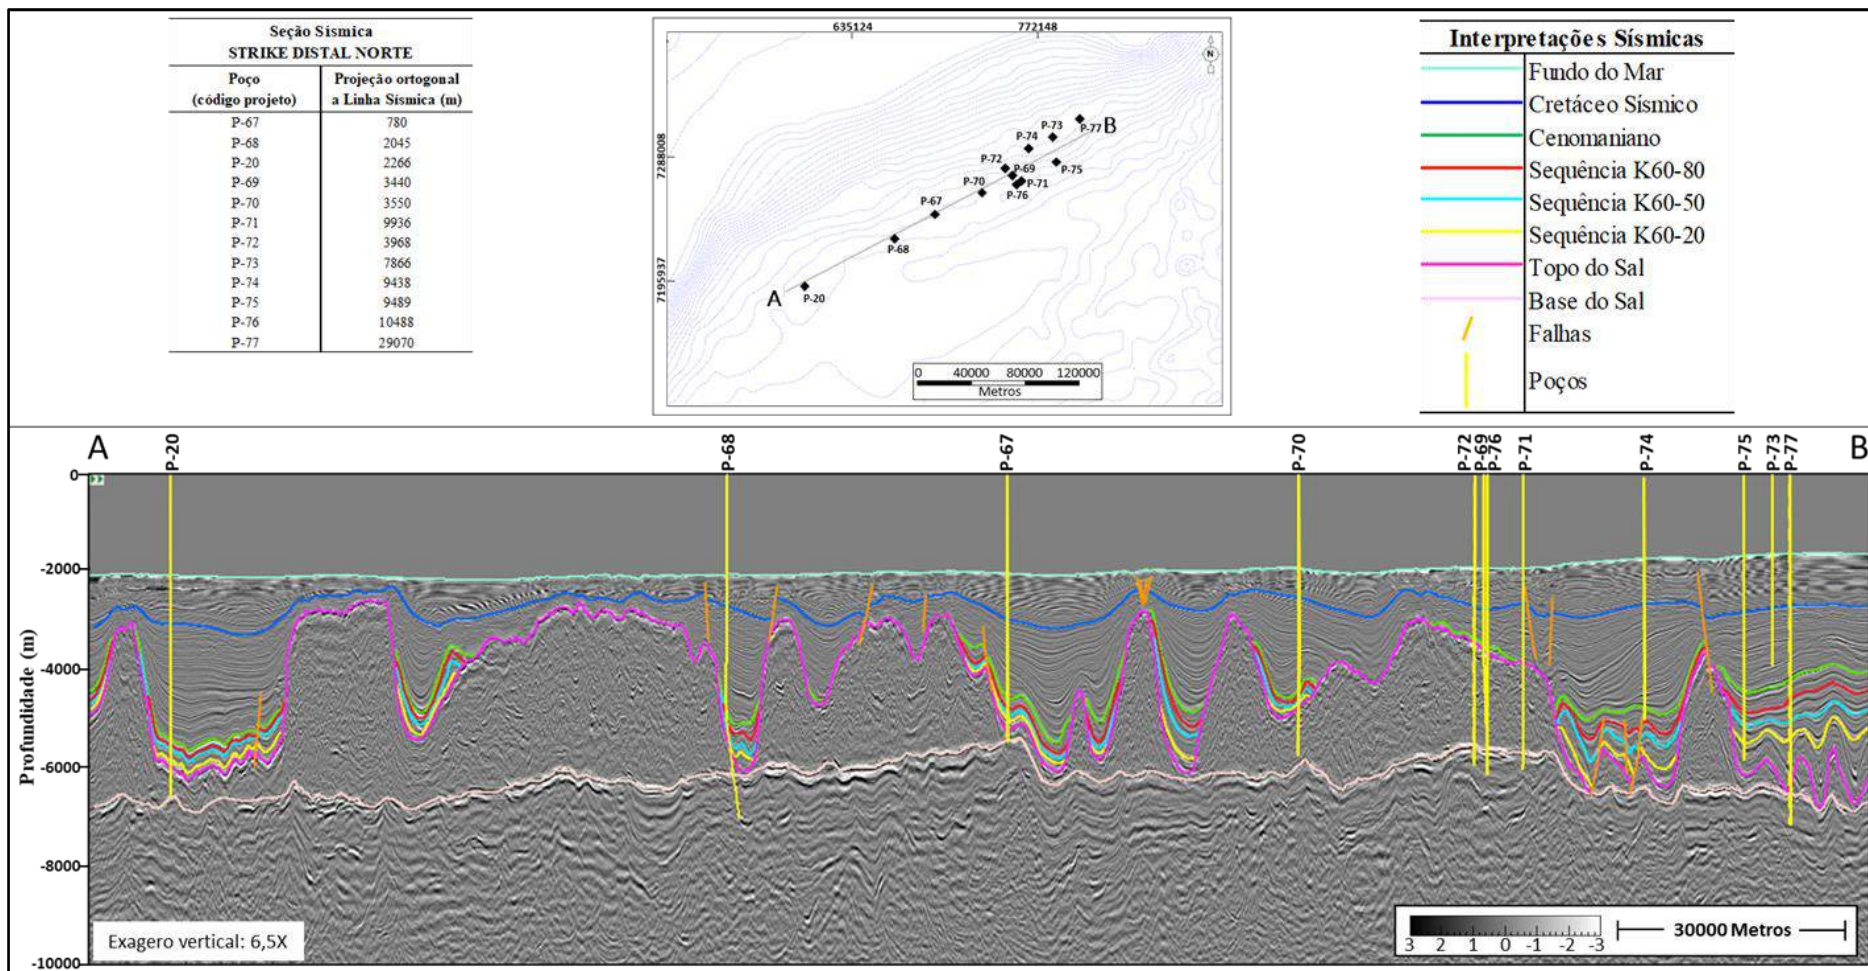 Seção Sísmica
STRIKE DISTAL NORTE
Poço
(código projeto)
Projeção ortogonal
a Linha Sísmica (m)
P-67 780
P-68 2045
P-20 2266
P-69 3440
P-70 3550
P-71 9936
P-72 3968
P-73 7866
P-74 9438
P-75 9489
P-76 10488
P-77 29070
635124 772148
7288008
7195937
N
P-73
P-77
B
P-74
P-72
P-69
P-75
P-70
P-71
P-76
P-67
P-68
A
P-20
0 40000 80000 120000
Metros
Interpretações Sísmicas
Fundo do Mar
Cretáceo Sísmico
Cenomaniano
Sequência K60-80
Sequência K60-50
Sequência K60-20
Topo do Sal
Base do Sal
Falhas
Poços
A P-20 P-68 P-67 P-70 P-72 P-69 P-76 P-71 P-74 P-75 P-73 P-77 B
Profundidade (m)
0
-2000
-4000
-6000
-8000
-10000
Exagero vertical: 6,5X
3 2 1 0 -1 -2 -3
30000 Metros